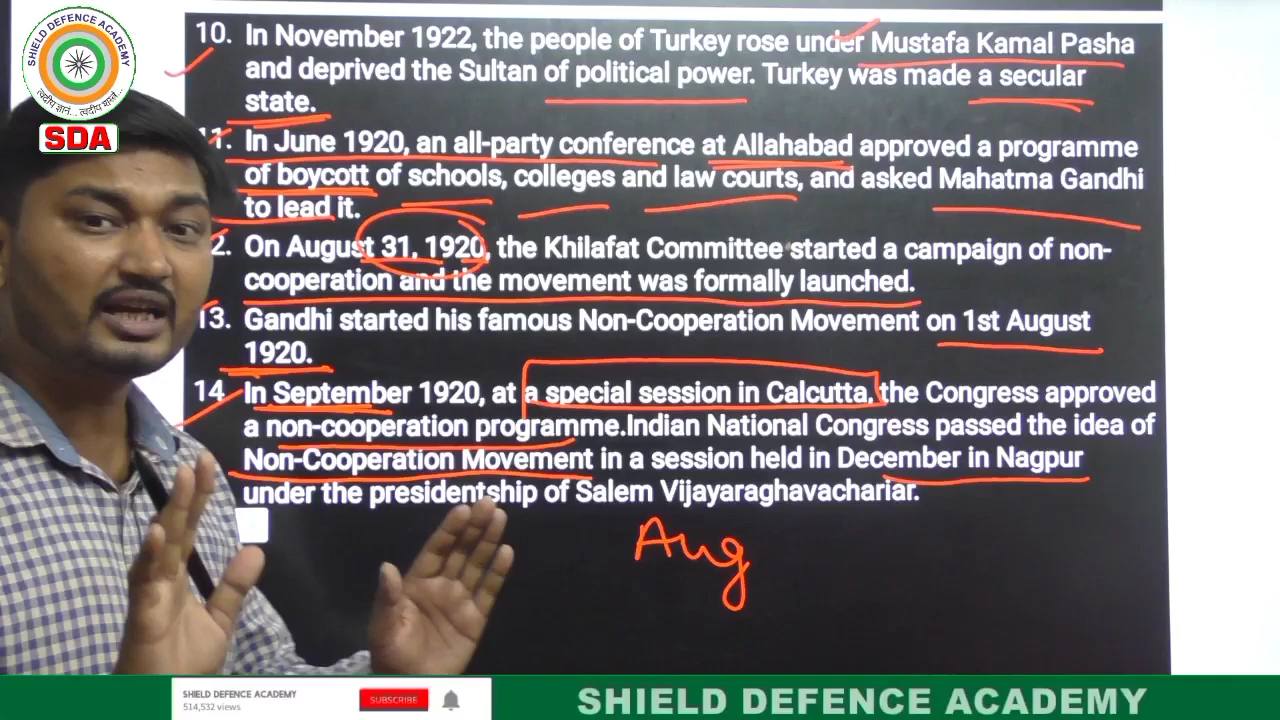 SHIELD DEFENCE ACADEMY
त्वदीय ज्ञानं... त्वदीय भारतं...
SDA
10. In November 1922, the people of Turkey rose under Mustafa Kamal Pasha
and deprived the Sultan of political power. Turkey was made a secular
state.
11. In June 1920, an all-party conference at Allahabad approved a programme
of boycott of schools, colleges and law courts, and asked Mahatma Gandhi
to lead it.
2. On August 31, 1920, the Khilafat Committee started a campaign of non-
cooperation and the movement was formally launched.
13. Gandhi started his famous Non-Cooperation Movement on 1st August
1920.
14. In September 1920, at a special session in Calcutta, the Congress approved
a non-cooperation programme.Indian National Congress passed the idea of
Non-Cooperation Movement in a session held in December in Nagpur
under the presidentship of Salem Vijayaraghavachariar.
Aug
SHIELD DEFENCE ACADEMY
514,532 views
SUBSCRIBE
SHIELD DEFENCE ACADEMY